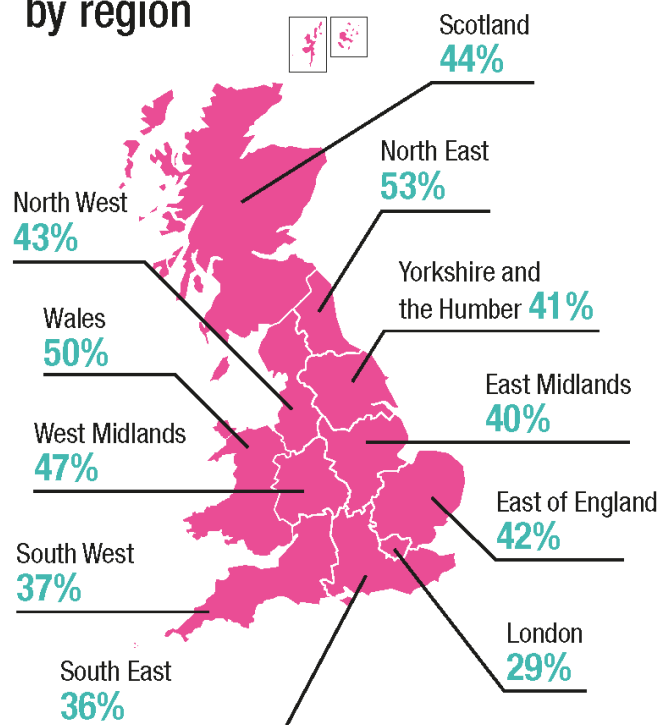 by region
Scotland
44%
North East
53%
North West
43%
Yorkshire and
the Humber 41%
Wales
50%
East Midlands
40%
West Midlands
47%
East of England
42%
South West
37%
London
29%
South East
36%